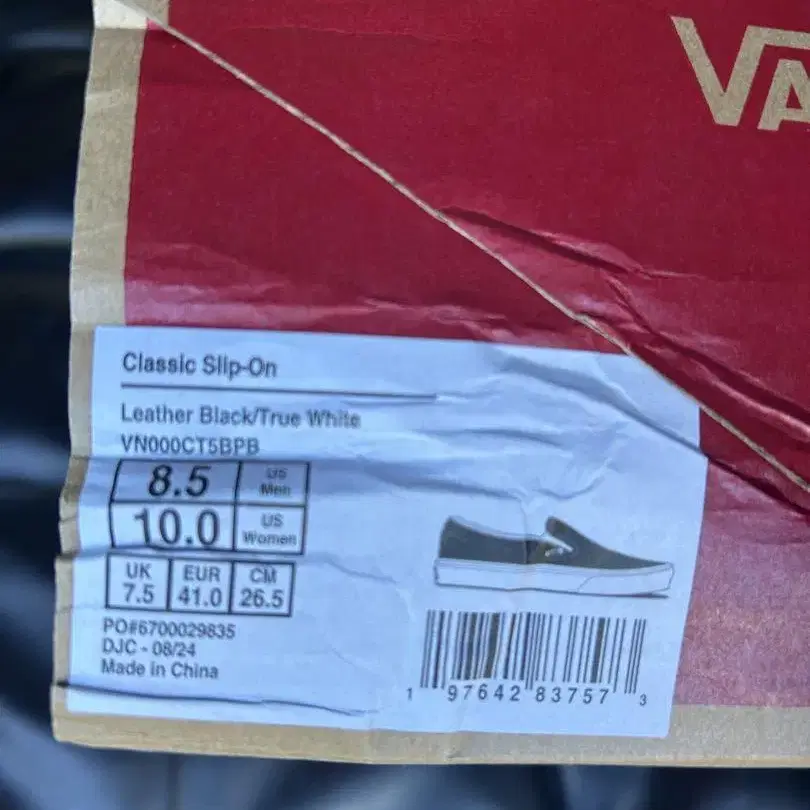 VA
Classic Slip-On
Leather Black/True White
VN000CT5BPB
8.5 US Men
10.0 US Women
UK EUR CM
7.5 41.0 26.5
PO#6700029835
DJC - 08/24
Made in China
1 97642 83757 3